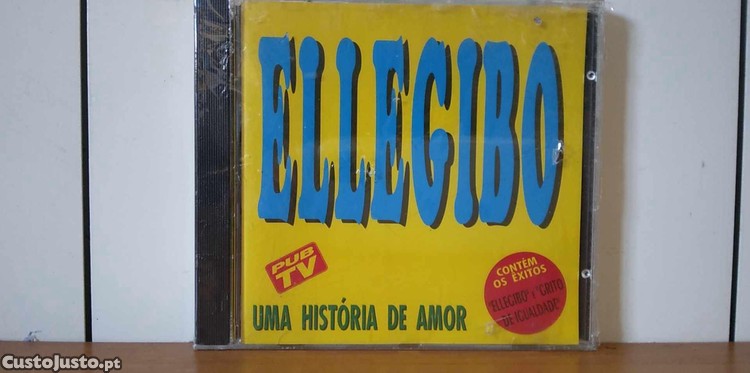 ELLEGIBO
PUB
TV
UMA HISTÓRIA DE AMOR
CONTÉM
OS ÊXITOS
"ELLEGIBO" E "GRITO
DE IGUALDADE"
CustoJusto.pt